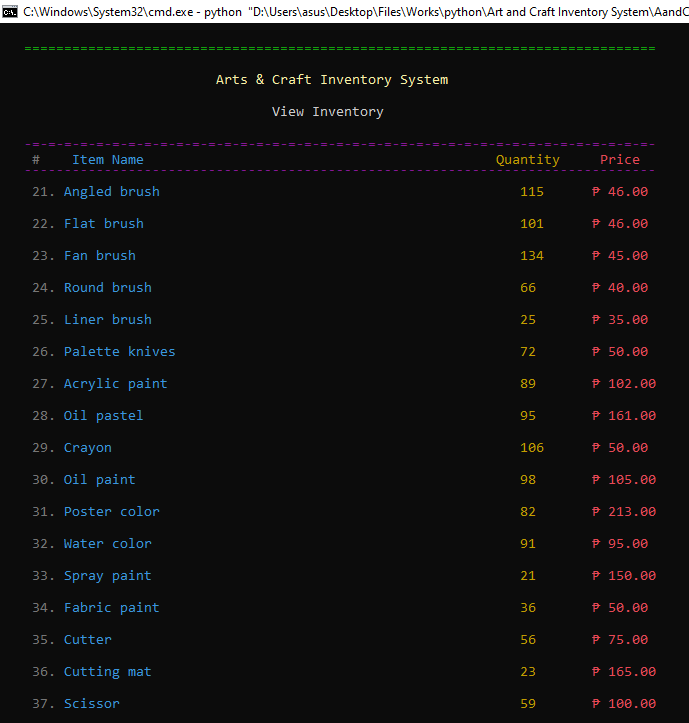 C:\Windows\System32\cmd.exe - python "D:\Users\asus\Desktop\Files\Works\python\Art and Craft Inventory System\AandC
================================================================================
Arts & Craft Inventory System
View Inventory
-=-=-=-=-=-=-=-=-=-=-=-=-=-=-=-=-=-=-=-=-=-=-=-=-=-=-=-=-=-=-=-=-=-=-=-=-=-=-
# Item Name Quantity Price
-=-=-=-=-=-=-=-=-=-=-=-=-=-=-=-=-=-=-=-=-=-=-=-=-=-=-=-=-=-=-=-=-=-=-=-=-=-=-
21. Angled brush 115 ₱ 46.00
22. Flat brush 101 ₱ 46.00
23. Fan brush 134 ₱ 45.00
24. Round brush 66 ₱ 40.00
25. Liner brush 25 ₱ 35.00
26. Palette knives 72 ₱ 50.00
27. Acrylic paint 89 ₱ 102.00
28. Oil pastel 95 ₱ 161.00
29. Crayon 106 ₱ 50.00
30. Oil paint 98 ₱ 105.00
31. Poster color 82 ₱ 213.00
32. Water color 91 ₱ 95.00
33. Spray paint 21 ₱ 150.00
34. Fabric paint 36 ₱ 50.00
35. Cutter 56 ₱ 75.00
36. Cutting mat 23 ₱ 165.00
37. Scissor 59 ₱ 100.00